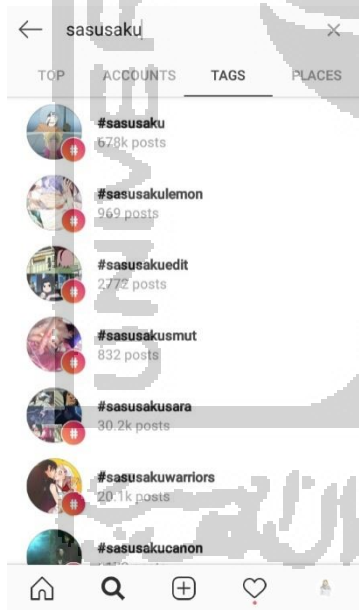 sasusaku
TOP ACCOUNTS TAGS PLACES
#sasusaku
678k posts
#sasusakulemon
969 posts
#sasusakuedit
2772 posts
#sasusakusmut
832 posts
#sasusakusara
30.2k posts
#sasusakuwarriors
20.1k posts
#sasusakucanon